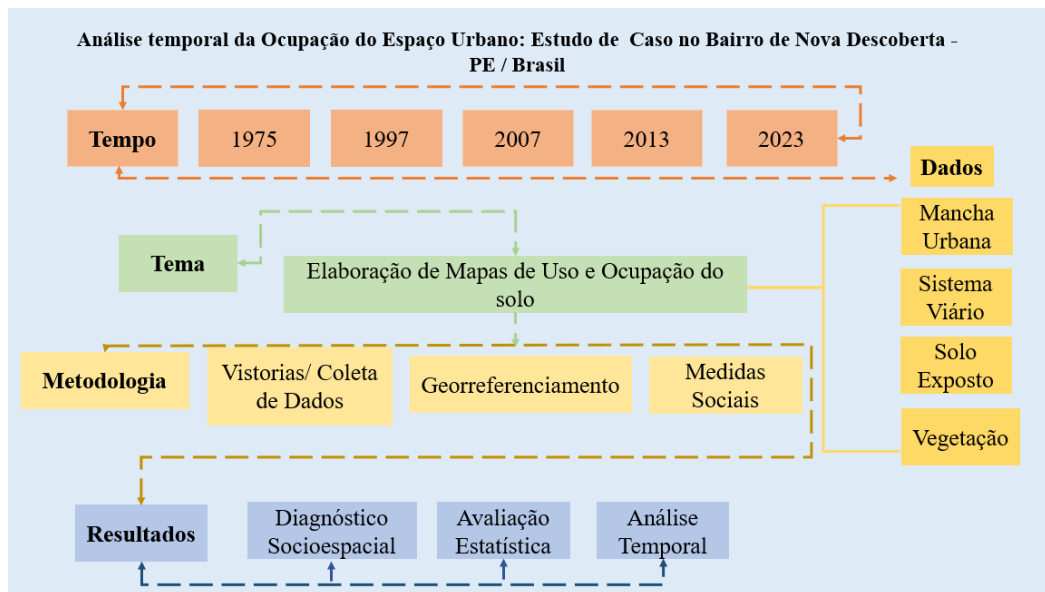 Análise temporal da Ocupação do Espaço Urbano: Estudo de Caso no Bairro de Nova Descoberta -
PE / Brasil
Tempo
1975
1997
2007
2013
2023
Dados
Mancha
Urbana
Sistema
Viário
Solo
Exposto
Vegetação
Tema
Elaboração de Mapas de Uso e Ocupação do
solo
Metodologia
Vistorias/ Coleta
de Dados
Georreferenciamento
Medidas
Sociais
Resultados
Diagnóstico
Socioespacial
Avaliação
Estatística
Análise
Temporal